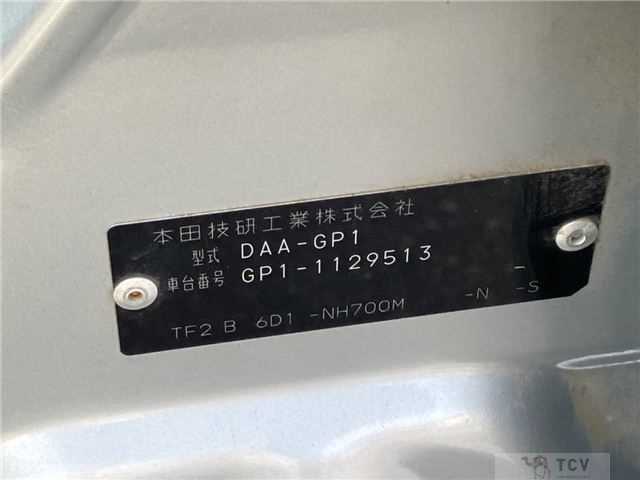 本田技研工業株式会社
型式 DAA-GP1
車台番号 GP1-1129513
TF2 B 6D1 -NH700M -N - -S
TCV